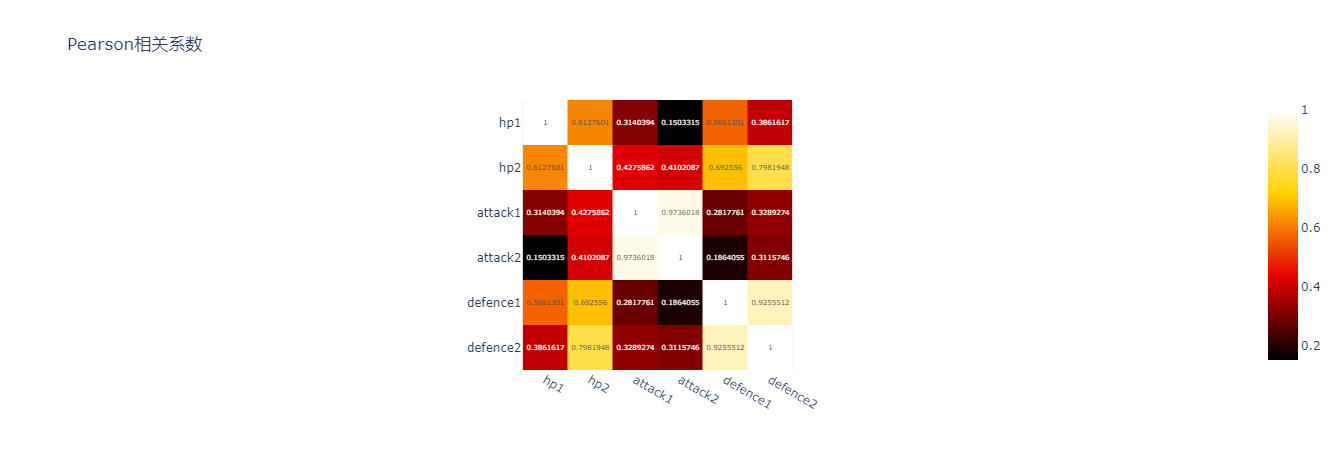 Pearson相关系数
hp1 1 0.6127601 0.3140394 0.1503315 0.5661301 0.3861617
hp2 0.6127601 1 0.4275862 0.4102087 0.692556 0.7981948
attack1 0.3140394 0.4275862 1 0.9736018 0.2817761 0.3289274
attack2 0.1503315 0.4102087 0.9736018 1 0.1864055 0.3115746
defence1 0.5661301 0.692556 0.2817761 0.1864055 1 0.9255512
defence2 0.3861617 0.7981948 0.3289274 0.3115746 0.9255512 1
hp1 hp2 attack1 attack2 defence1 defence2
1
0.8
0.6
0.4
0.2